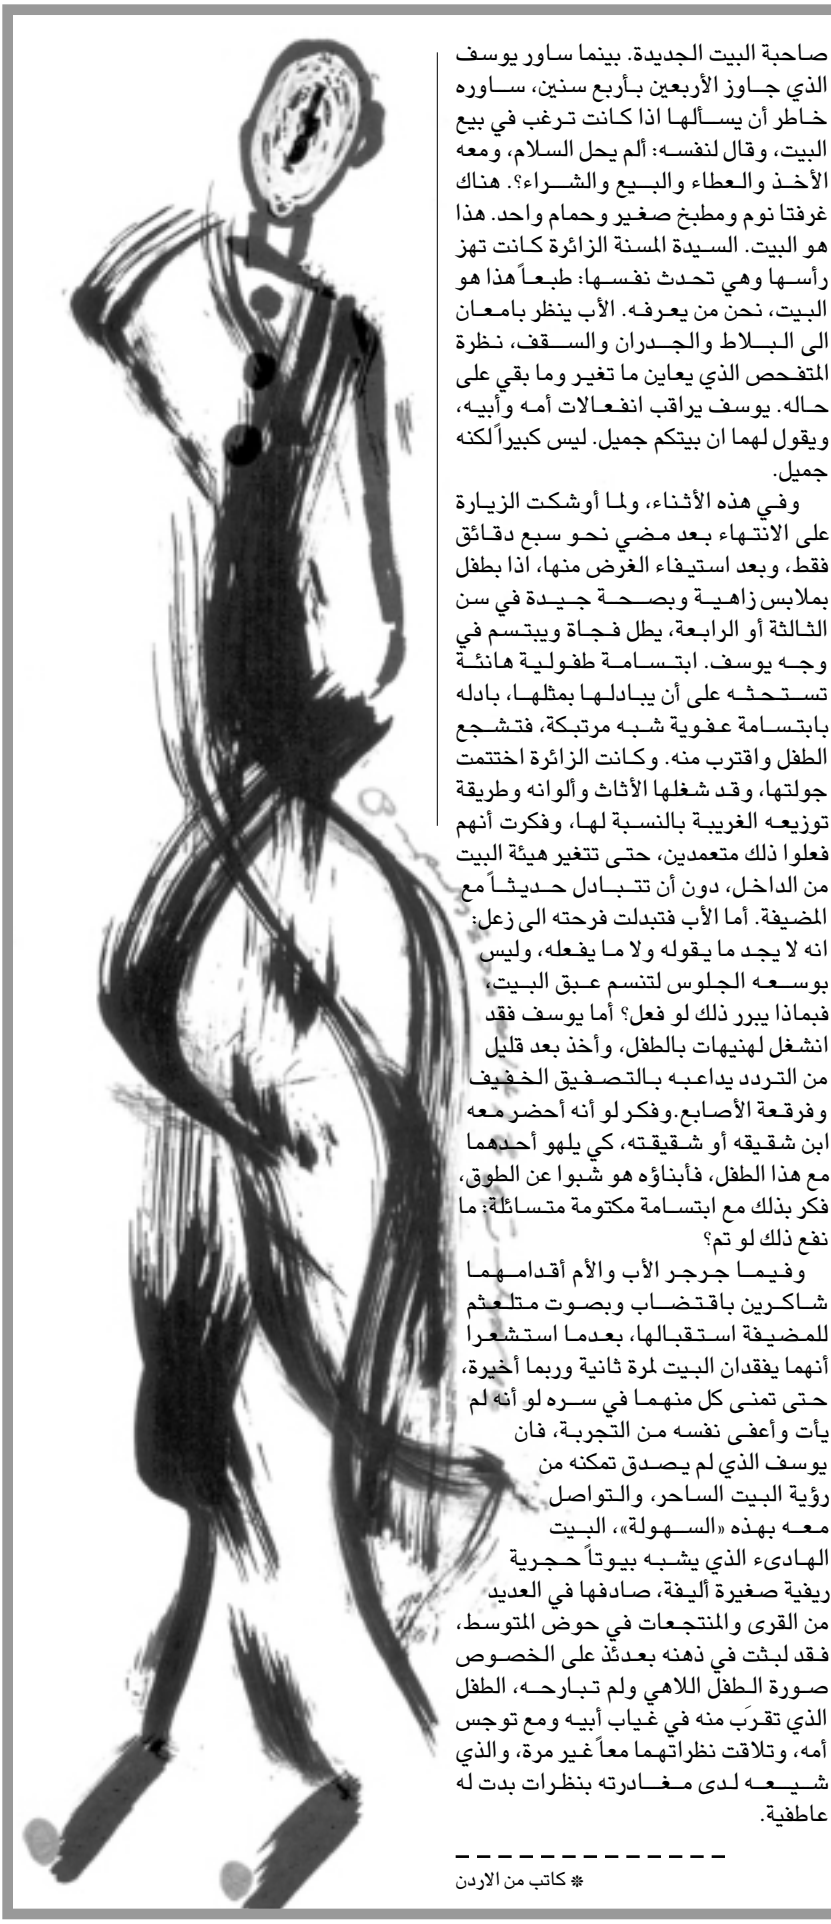 صاحبة البيت الجديدة. بينما ساور يوسف
الذي جاوز الأربعين بأربع سنين، ساوره
خاطر أن يسألها اذا كانت ترغب في بيع
البيت، وقال لنفسه: ألم يحل السلام، ومعه
الأخذ والعطاء والبيع والشراء؟. هناك
غرفتا نوم ومطبخ صغير وحمام واحد. هذا
هو البيت. السيدة المسنة الزائرة كانت تهز
رأسها وهي تحدث نفسها: طبعاً هذا هو
البيت، نحن من يعرفه. الأب ينظر بامعان
الى البلاط والجدران والسقف، نظرة
المتفحص الذي يعاين ما تغير وما بقي على
حاله. يوسف يراقب انفعالات أمه وأبيه،
ويقول لهما ان بيتكم جميل. ليس كبيراً لكنه
جميل.
وفي هذه الأثناء، ولما أوشكت الزيارة
على الانتهاء بعد مضي نحو سبع دقائق
فقط، وبعد استيفاء الغرض منها، اذا بطفل
بملابس زاهية وبصحة جيدة في سن
الثالثة أو الرابعة، يطل فجاة ويبتسم في
وجه يوسف. ابتسامة طفولية هانئة
تستحثه على أن يبادلها بمثلها، بادله
بابتسامة عفوية شبه مرتبكة، فتشجع
الطفل واقترب منه. وكانت الزائرة اختتمت
جولتها، وقد شغلها الأثاث وألوانه وطريقة
توزيعه الغريبة بالنسبة لها، وفكرت أنهم
فعلوا ذلك متعمدين، حتى تتغير هيئة البيت
من الداخل، دون أن تتبادل حديثاً مع
المضيفة. أما الأب فتبدلت فرحته الى زعل:
انه لا يجد ما يقوله ولا ما يفعله، وليس
بوسعه الجلوس لتنسم عبق البيت،
فبماذا يبرر ذلك لو فعل؟ أما يوسف فقد
انشغل لهنيهات بالطفل، وأخذ بعد قليل
من التردد يداعبه بالتصفيق الخفيف
وفرقعة الأصابع.وفكر لو أنه أحضر معه
ابن شقيقه أو شقيقته، كي يلهو أحدهما
مع هذا الطفل، فأبناؤه هو شبوا عن الطوق،
فكر بذلك مع ابتسامة مكتومة متسائلة: ما
نفع ذلك لو تم؟
وفيما جرجر الأب والأم أقدامهما
شاكرين باقتضاب وبصوت متلعثم
للمضيفة استقبالها، بعدما استشعرا
أنهما يفقدان البيت لمرة ثانية وربما أخيرة،
حتى تمنى كل منهما في سره لو أنه لم
يأت وأعفى نفسه من التجربة، فان
يوسف الذي لم يصدق تمكنه من
رؤية البيت الساحر، والتواصل
معه بهذه «السهولة»، البيت
الهادىء الذي يشبه بيوتاً حجرية
ريفية صغيرة أليفة، صادفها في العديد
من القرى والمنتجعات في حوض المتوسط،
فقد لبثت في ذهنه بعدئذ على الخصوص
صورة الطفل اللاهي ولم تبارحه، الطفل
الذي تقرَب منه في غياب أبيه ومع توجس
أمه، وتلاقت نظراتهما معاً غير مرة، والذي
شيعه لدى مغادرته بنظرات بدت له
عاطفية.
❊ كاتب من الاردن